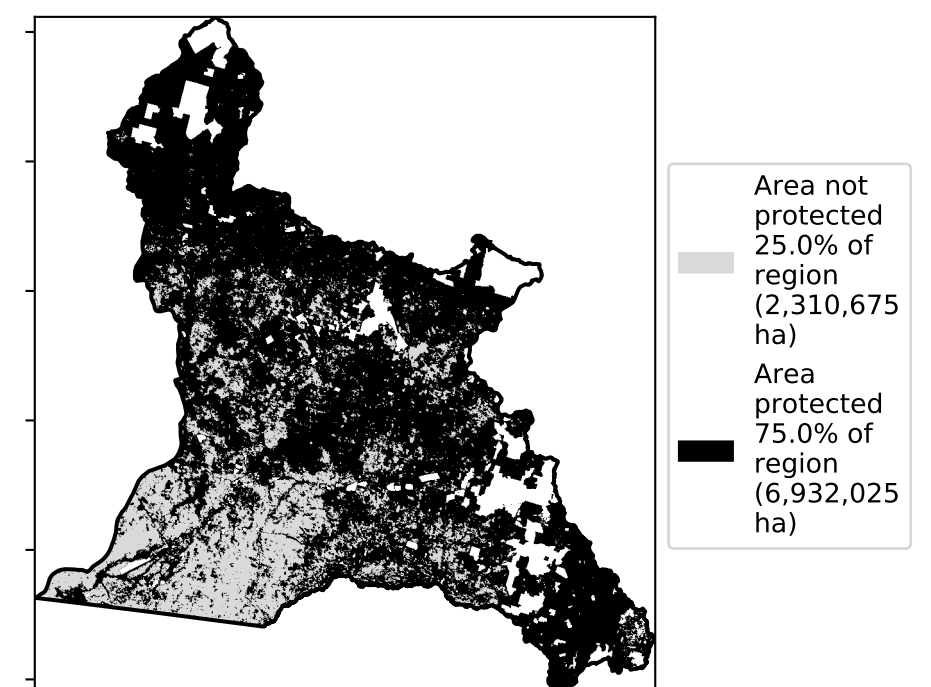 Area not
protected
25.0% of
region
(2,310,675
ha)
Area
protected
75.0% of
region
(6,932,025
ha)